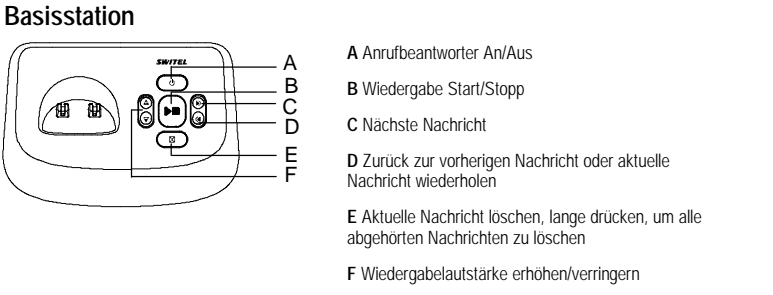 Basisstation
SWITEL
A
B
C
D
E
F
A Anrufbeantworter An/Aus
B Wiedergabe Start/Stopp
C Nächste Nachricht
D Zurück zur vorherigen Nachricht oder aktuelle
Nachricht wiederholen
E Aktuelle Nachricht löschen, lange drücken, um alle
abgehörten Nachrichten zu löschen
F Wiedergabelautstärke erhöhen/verringern